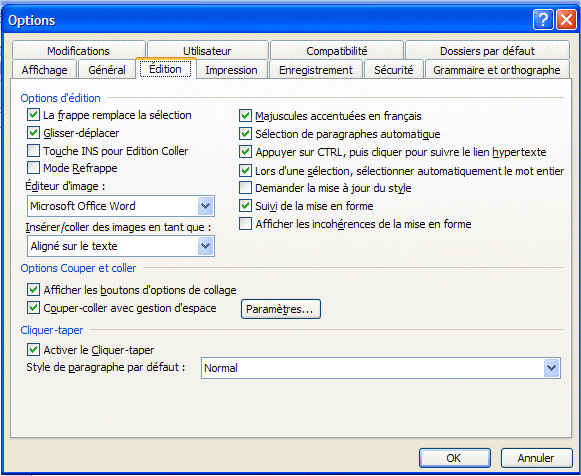 Options
Modifications
Utilisateur
Compatibilité
Dossiers par défaut
Affichage
Général
Édition
Impression
Enregistrement
Sécurité
Grammaire et orthographe
Options d'édition
La frappe remplace la sélection
Glisser-déplacer
Touche INS pour Edition Coller
Mode Refrappe
Éditeur d'image :
Microsoft Office Word
Insérer/coller des images en tant que :
Aligné sur le texte
Majuscules accentuées en français
Sélection de paragraphes automatique
Appuyer sur CTRL, puis cliquer pour suivre le lien hypertexte
Lors d'une sélection, sélectionner automatiquement le mot entier
Demander la mise à jour du style
Suivi de la mise en forme
Afficher les incohérences de la mise en forme
Options Couper et coller
Afficher les boutons d'options de collage
Couper-coller avec gestion d'espace
Paramètres...
Cliquer-taper
Activer le Cliquer-taper
Style de paragraphe par défaut :
Normal
OK
Annuler